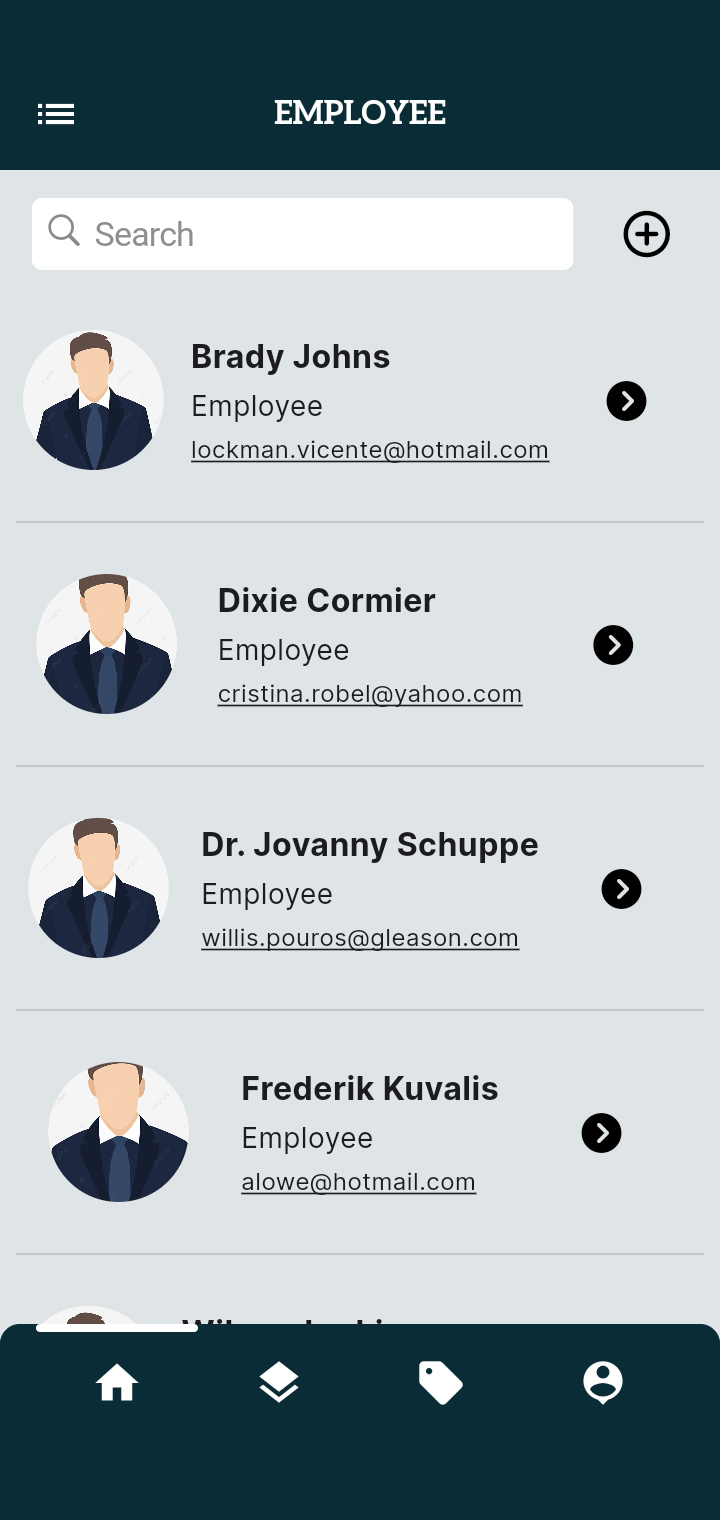 EMPLOYEE
Search
Brady Johns
Employee
lockman.vicente@hotmail.com
Dixie Cormier
Employee
cristina.robel@yahoo.com
Dr. Jovanny Schuppe
Employee
willis.pouros@gleason.com
Frederik Kuvalis
Employee
alowe@hotmail.com